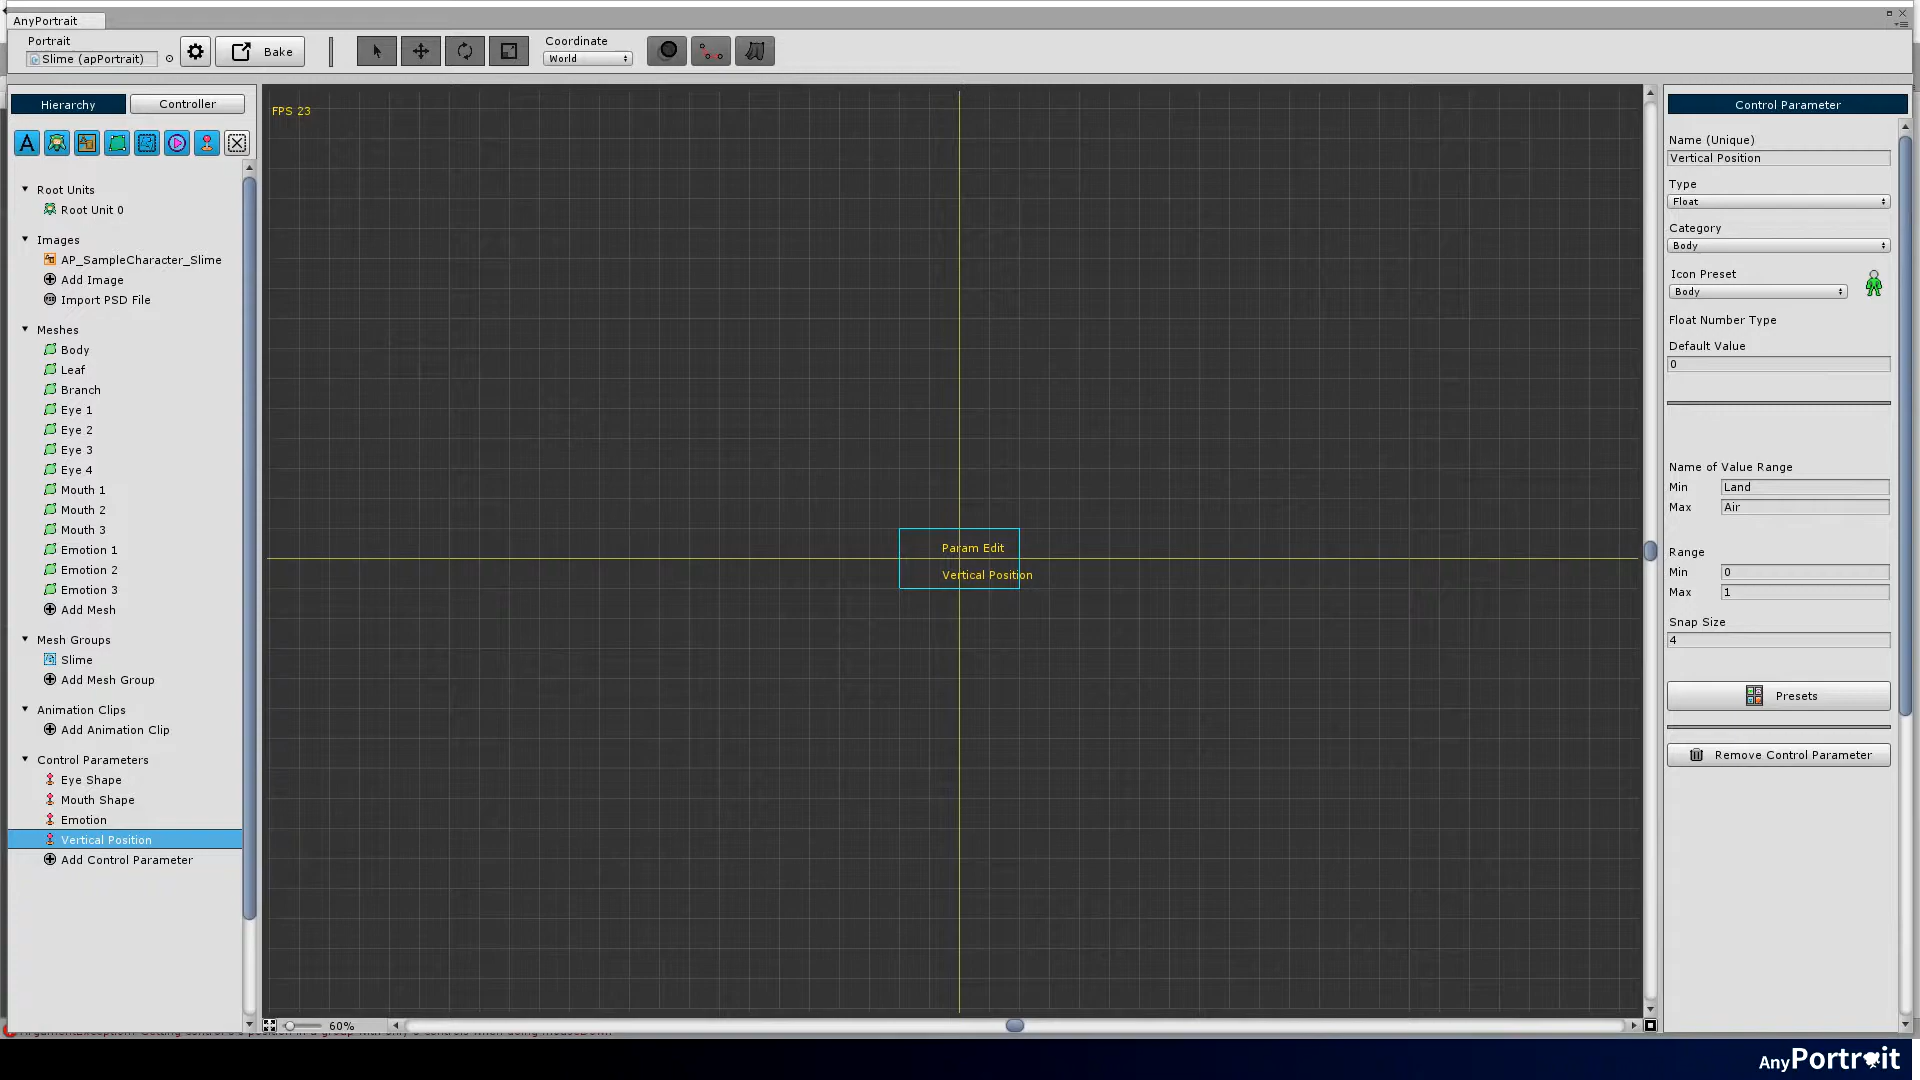 AnyPortrait
Portrait
Slime (apPortrait)
Bake
Coordinate
World
Hierarchy
Controller
A
Root Units
Root Unit 0
Images
AP_SampleCharacter_Slime
Add Image
Import PSD File
Meshes
Body
Leaf
Branch
Eye 1
Eye 2
Eye 3
Eye 4
Mouth 1
Mouth 2
Mouth 3
Emotion 1
Emotion 2
Emotion 3
Add Mesh
Mesh Groups
Slime
Add Mesh Group
Animation Clips
Add Animation Clip
Control Parameters
Eye Shape
Mouth Shape
Emotion
Vertical Position
Add Control Parameter
FPS 23
Param Edit
Vertical Position
60%
Control Parameter
Name (Unique)
Vertical Position
Type
Float
Category
Body
Icon Preset
Body
Float Number Type
Default Value
0
Name of Value Range
Min Land
Max Air
Range
Min 0
Max 1
Snap Size
4
Presets
Remove Control Parameter
AnyPortrait